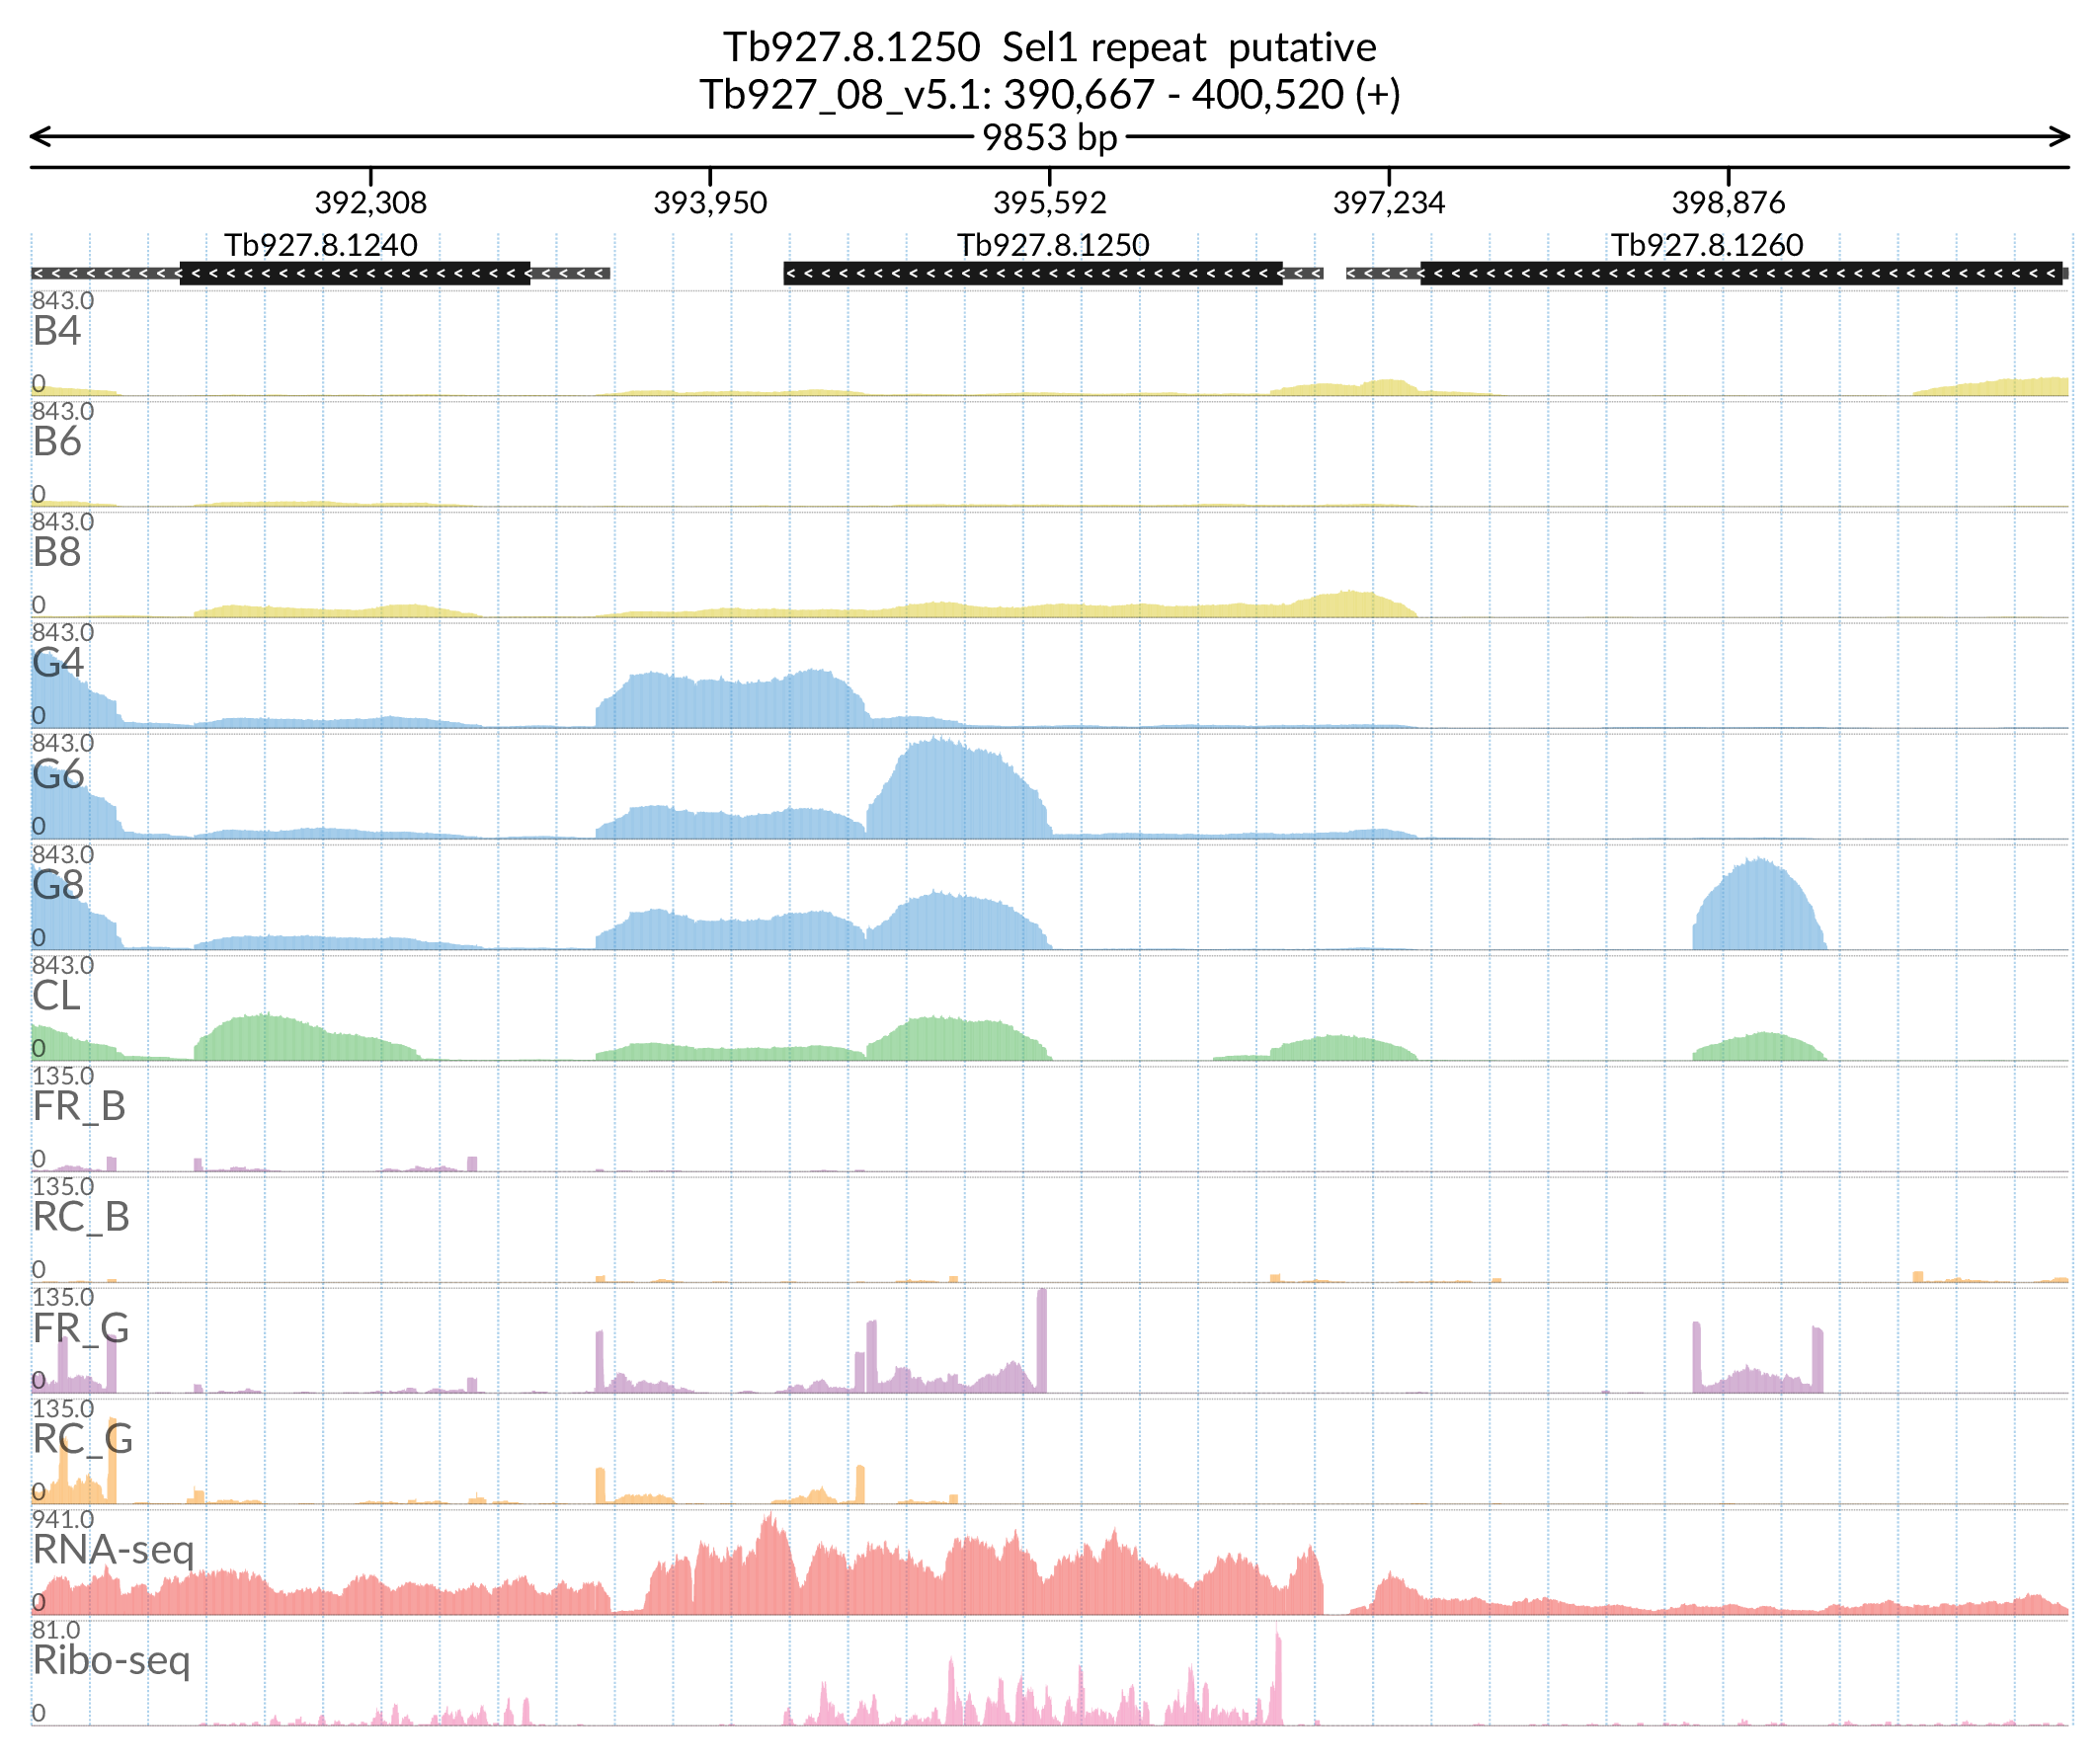 Tb927.8.1250  Sel1 repeat  putative
Tb927_08_v5.1: 390,667 - 400,520 (+)
9853 bp
392,308 393,950 395,592 397,234 398,876
Tb927.8.1240 Tb927.8.1250 Tb927.8.1260
843.0
B4
0
843.0
B6
0
843.0
B8
0
843.0
G4
0
843.0
G6
0
843.0
G8
0
843.0
CL
0
135.0
FR_B
0
135.0
RC_B
0
135.0
FR_G
0
135.0
RC_G
0
941.0
RNA-seq
0
81.0
Ribo-seq
0